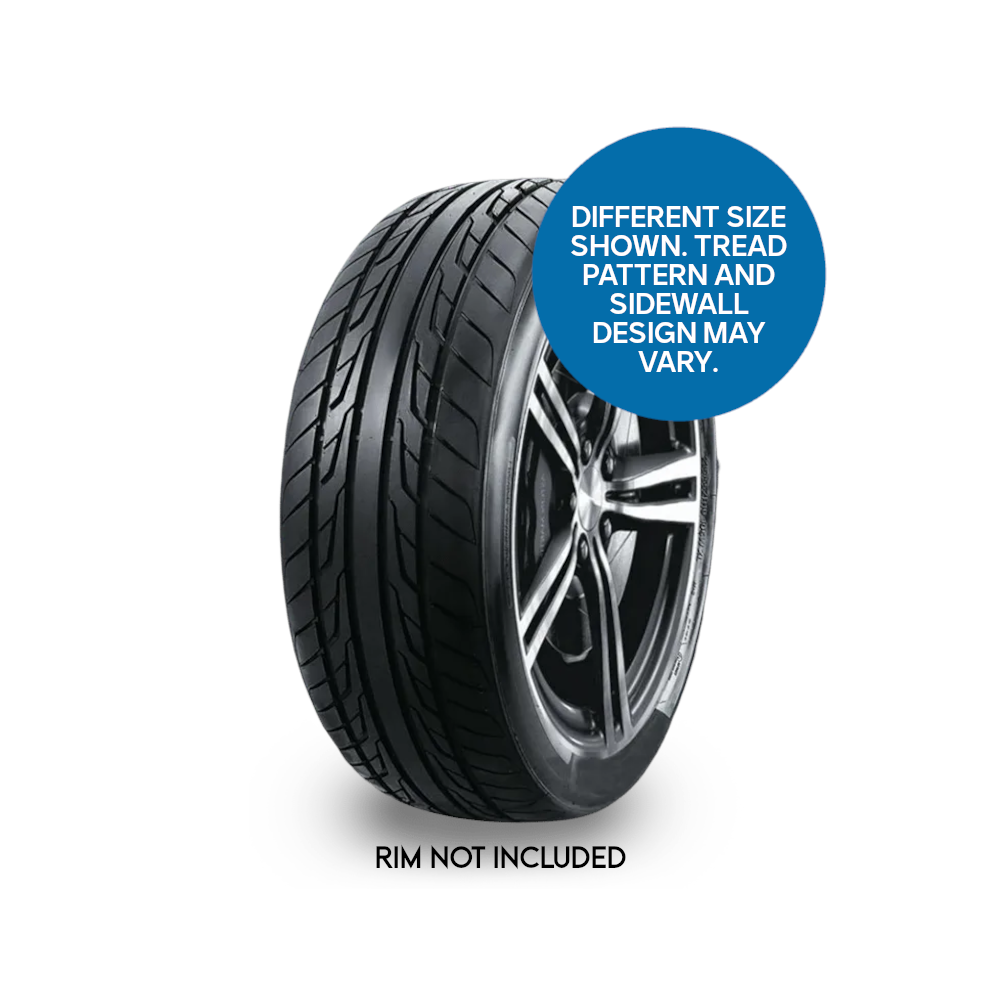 DIFFERENT SIZE
SHOWN. TREAD
PATTERN AND
SIDEWALL
DESIGN MAY
VARY.
RIM NOT INCLUDED